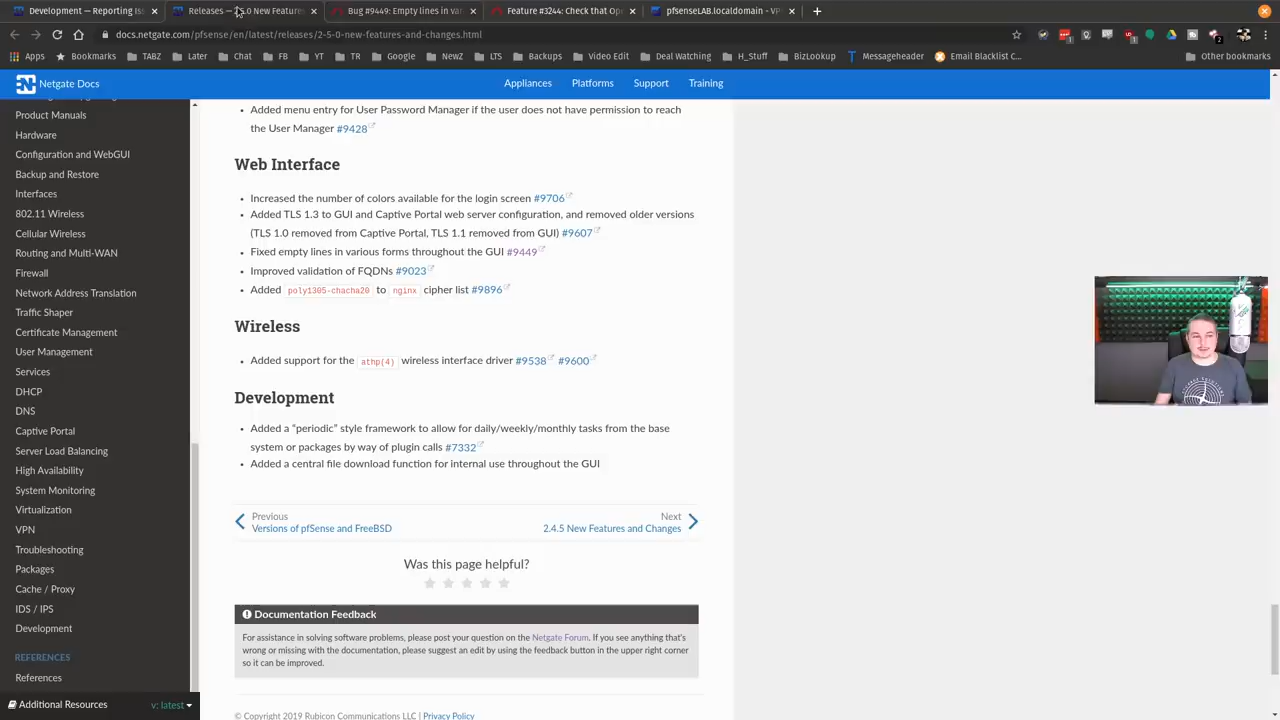 Development — Reporting Iss
Releases — 2.5.0 New Features
Bug #9449: Empty lines in vari
Feature #3244: Check that Op
pfsenseLAB.localdomain - VP
docs.netgate.com/pfsense/en/latest/releases/2-5-0-new-features-and-changes.html
Apps
Bookmarks
TABZ
Later
Chat
FB
YT
TR
Google
NewZ
LTS
Backups
Video Edit
Deal Watching
H_Stuff
BizLookup
Messageheader
Email Blacklist C...
Other bookmarks
Netgate Docs
Appliances
Platforms
Support
Training
Product Manuals
Hardware
Configuration and WebGUI
Backup and Restore
Interfaces
802.11 Wireless
Cellular Wireless
Routing and Multi-WAN
Firewall
Network Address Translation
Traffic Shaper
Certificate Management
User Management
Services
DHCP
DNS
Captive Portal
Server Load Balancing
High Availability
System Monitoring
Virtualization
VPN
Troubleshooting
Packages
Cache / Proxy
IDS / IPS
Development
REFERENCES
References
Additional Resources
v: latest
• Added menu entry for User Password Manager if the user does not have permission to reach
the User Manager #9428
Web Interface
• Increased the number of colors available for the login screen #9706
• Added TLS 1.3 to GUI and Captive Portal web server configuration, and removed older versions
(TLS 1.0 removed from Captive Portal, TLS 1.1 removed from GUI) #9607
• Fixed empty lines in various forms throughout the GUI #9449
• Improved validation of FQDNs #9023
• Added poly1305-chacha20 to nginx cipher list #9896
Wireless
• Added support for the athp(4) wireless interface driver #9538 #9600
Development
• Added a “periodic” style framework to allow for daily/weekly/monthly tasks from the base
system or packages by way of plugin calls #7332
• Added a central file download function for internal use throughout the GUI
Previous
Versions of pfSense and FreeBSD
Next
2.4.5 New Features and Changes
Was this page helpful?
Documentation Feedback
For assistance in solving software problems, please post your question on the Netgate Forum. If you see anything that's
wrong or missing with the documentation, please suggest an edit by using the feedback button in the upper right corner
so it can be improved.
© Copyright 2019 Rubicon Communications LLC | Privacy Policy